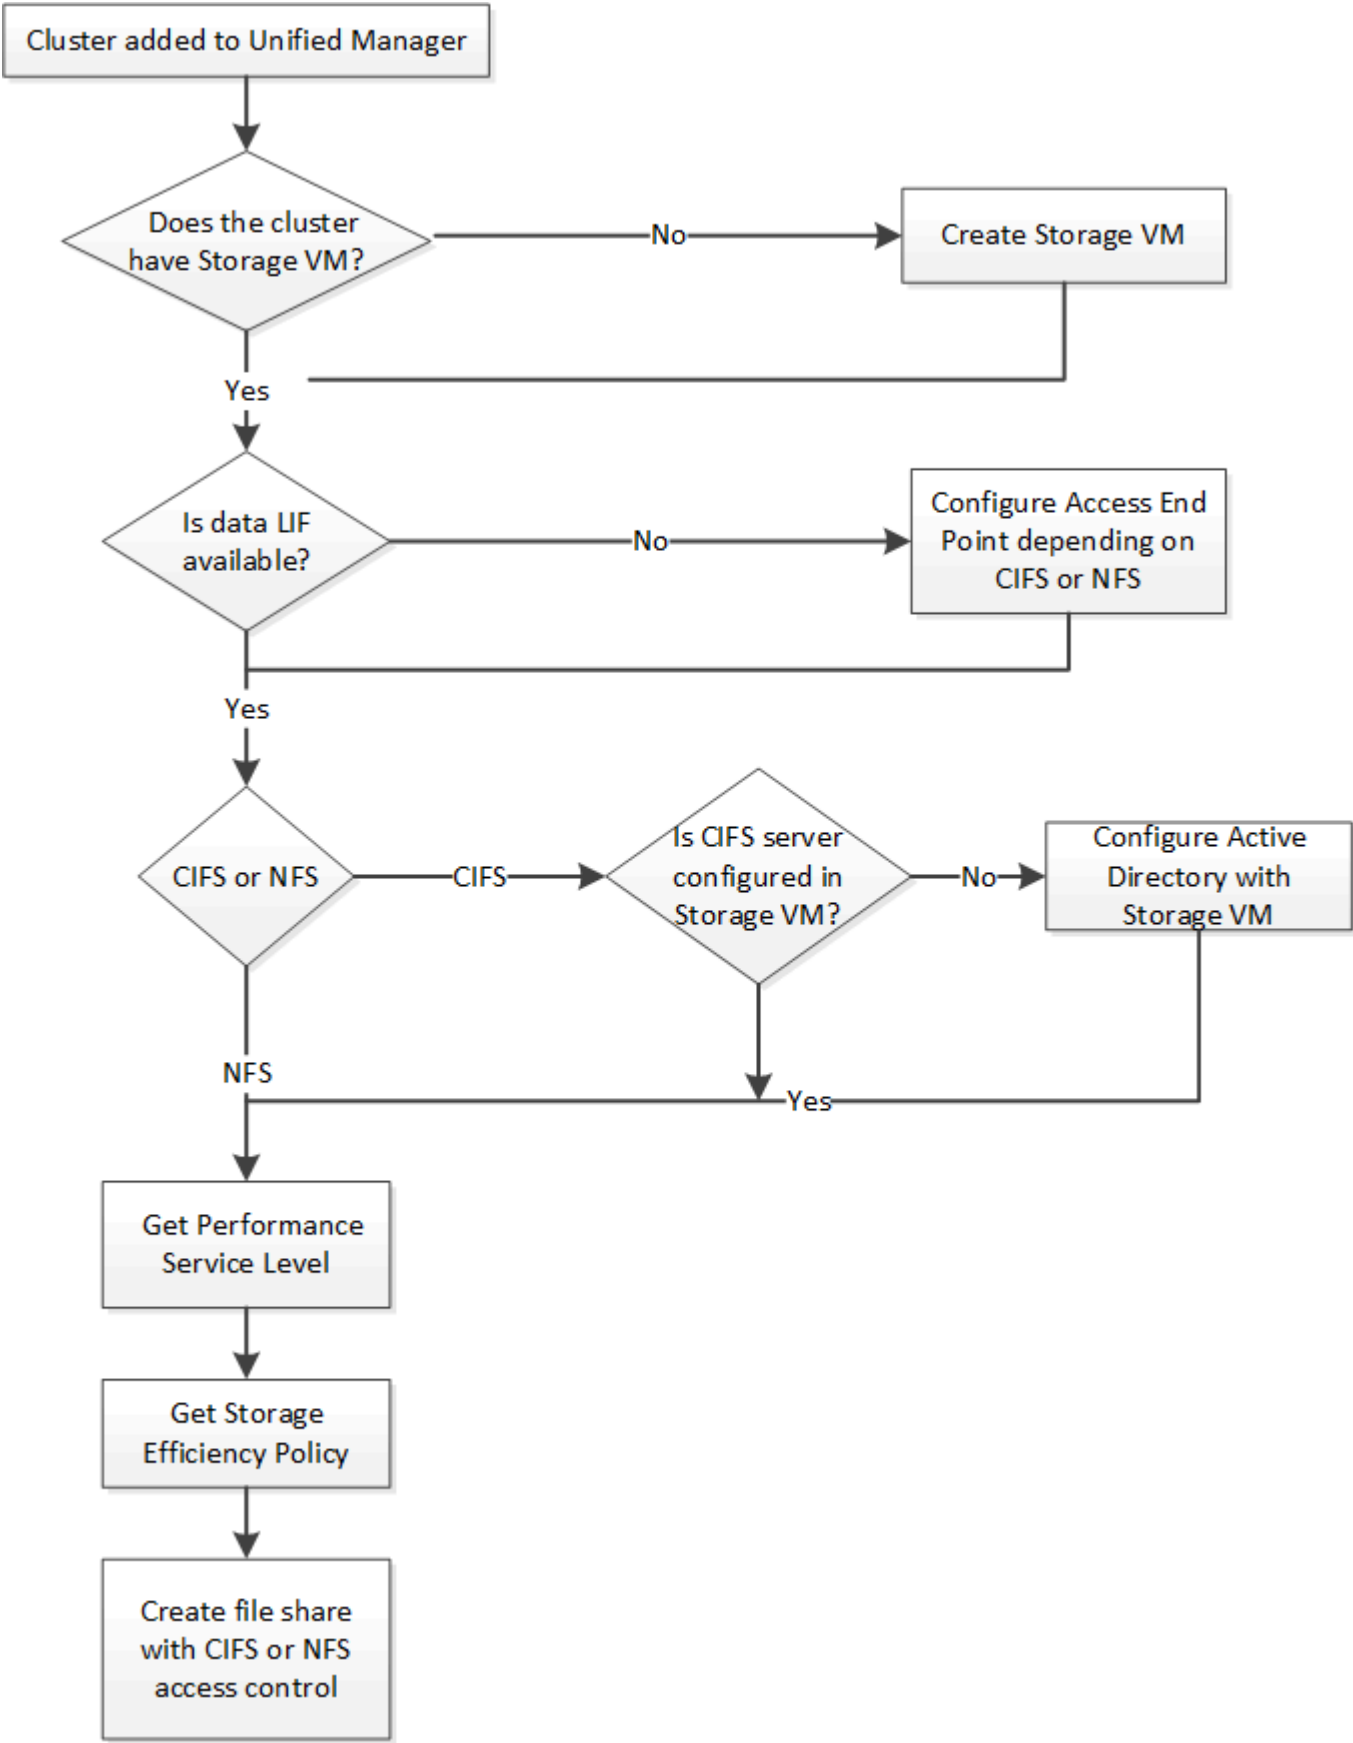 Cluster added to Unified Manager
Does the cluster
have Storage VM?
No
Create Storage VM
Yes
Is data LIF
available?
No
Configure Access End
Point depending on
CIFS or NFS
Yes
CIFS or NFS
CIFS
Is CIFS server
configured in
Storage VM?
No
Configure Active
Directory with
Storage VM
NFS
Yes
Get Performance
Service Level
Get Storage
Efficiency Policy
Create file share
with CIFS or NFS
access control